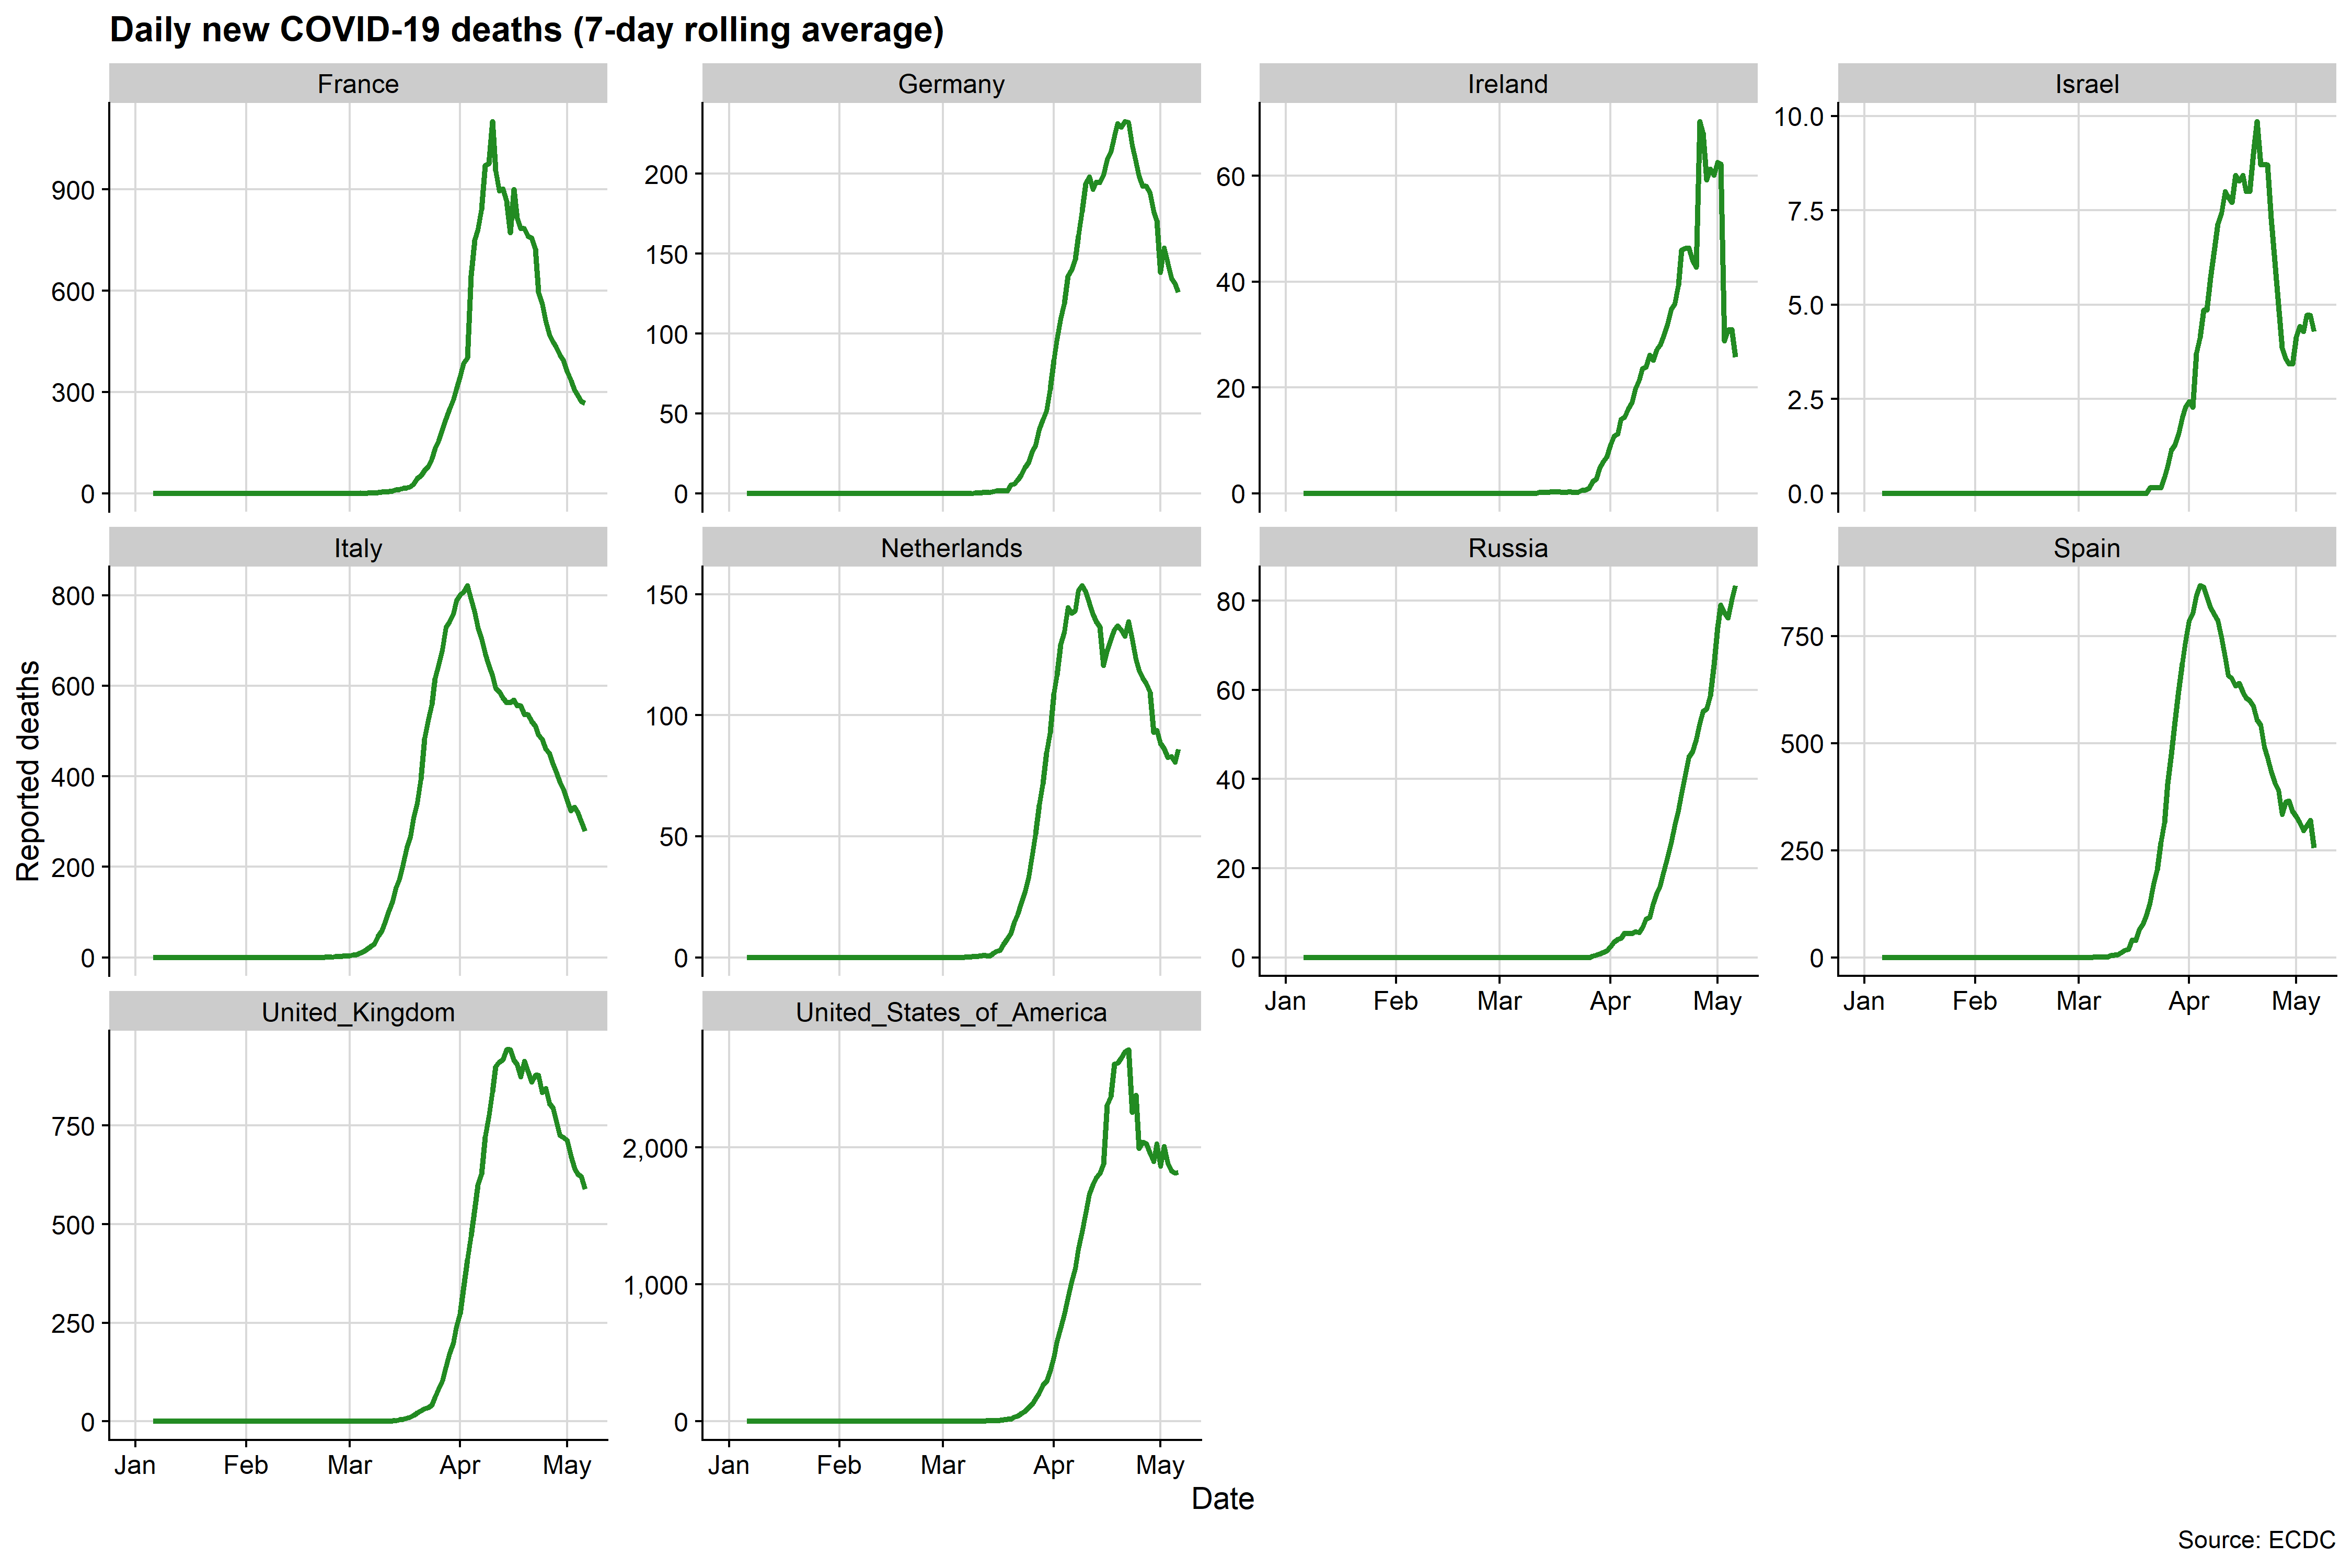 Daily new COVID-19 deaths (7-day rolling average)
France
Germany
Ireland
Israel
900
600
300
0
200
150
100
50
0
60
40
20
0
10.0
7.5
5.0
2.5
0.0
Italy
Netherlands
Russia
Spain
800
600
400
200
0
150
100
50
0
80
60
40
20
0
750
500
250
0
Jan Feb Mar Apr May
Jan Feb Mar Apr May
United_Kingdom
United_States_of_America
750
500
250
0
2,000
1,000
0
Jan Feb Mar Apr May
Jan Feb Mar Apr May
Reported deaths
Date
Source: ECDC